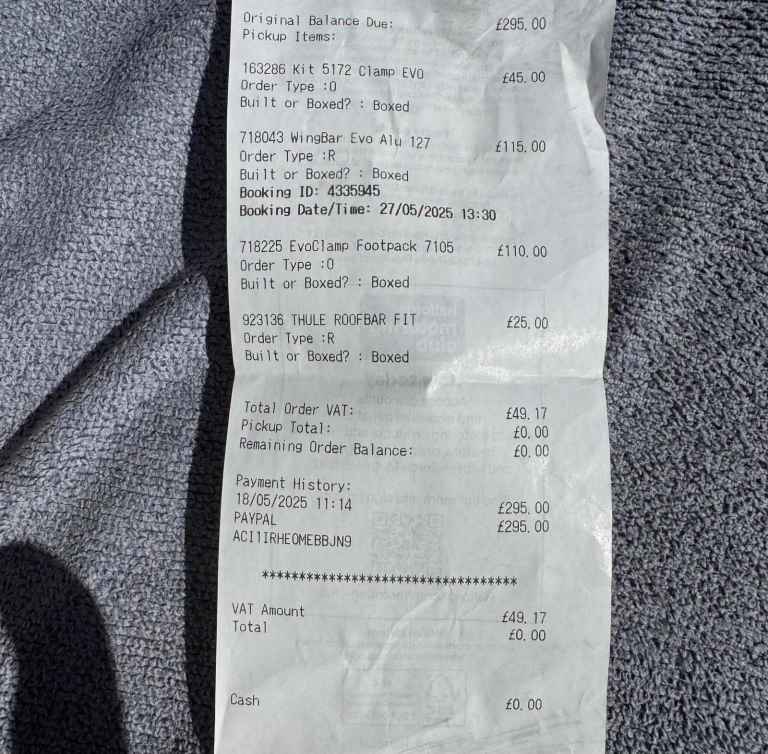 Original Balance Due: £295.00
Pickup Items:
163286 Kit 5172 Clamp EVO £45.00
Order Type :O
Built or Boxed? : Boxed
718043 WingBar Evo Alu 127 £115.00
Order Type :R
Built or Boxed? : Boxed
Booking ID: 4335945
Booking Date/Time: 27/05/2025 13:30
718225 EvoClamp Footpack 7105 £110.00
Order Type :O
Built or Boxed? : Boxed
923136 THULE ROOFBAR FIT £25.00
Order Type :R
Built or Boxed? : Boxed
Total Order VAT: £49.17
Pickup Total: £0.00
Remaining Order Balance: £0.00
Payment History:
18/05/2025 11:14 £295.00
PAYPAL £295.00
ACI1IRHEOMEBBJN9
**********************************
VAT Amount £49.17
Total £0.00
Cash £0.00